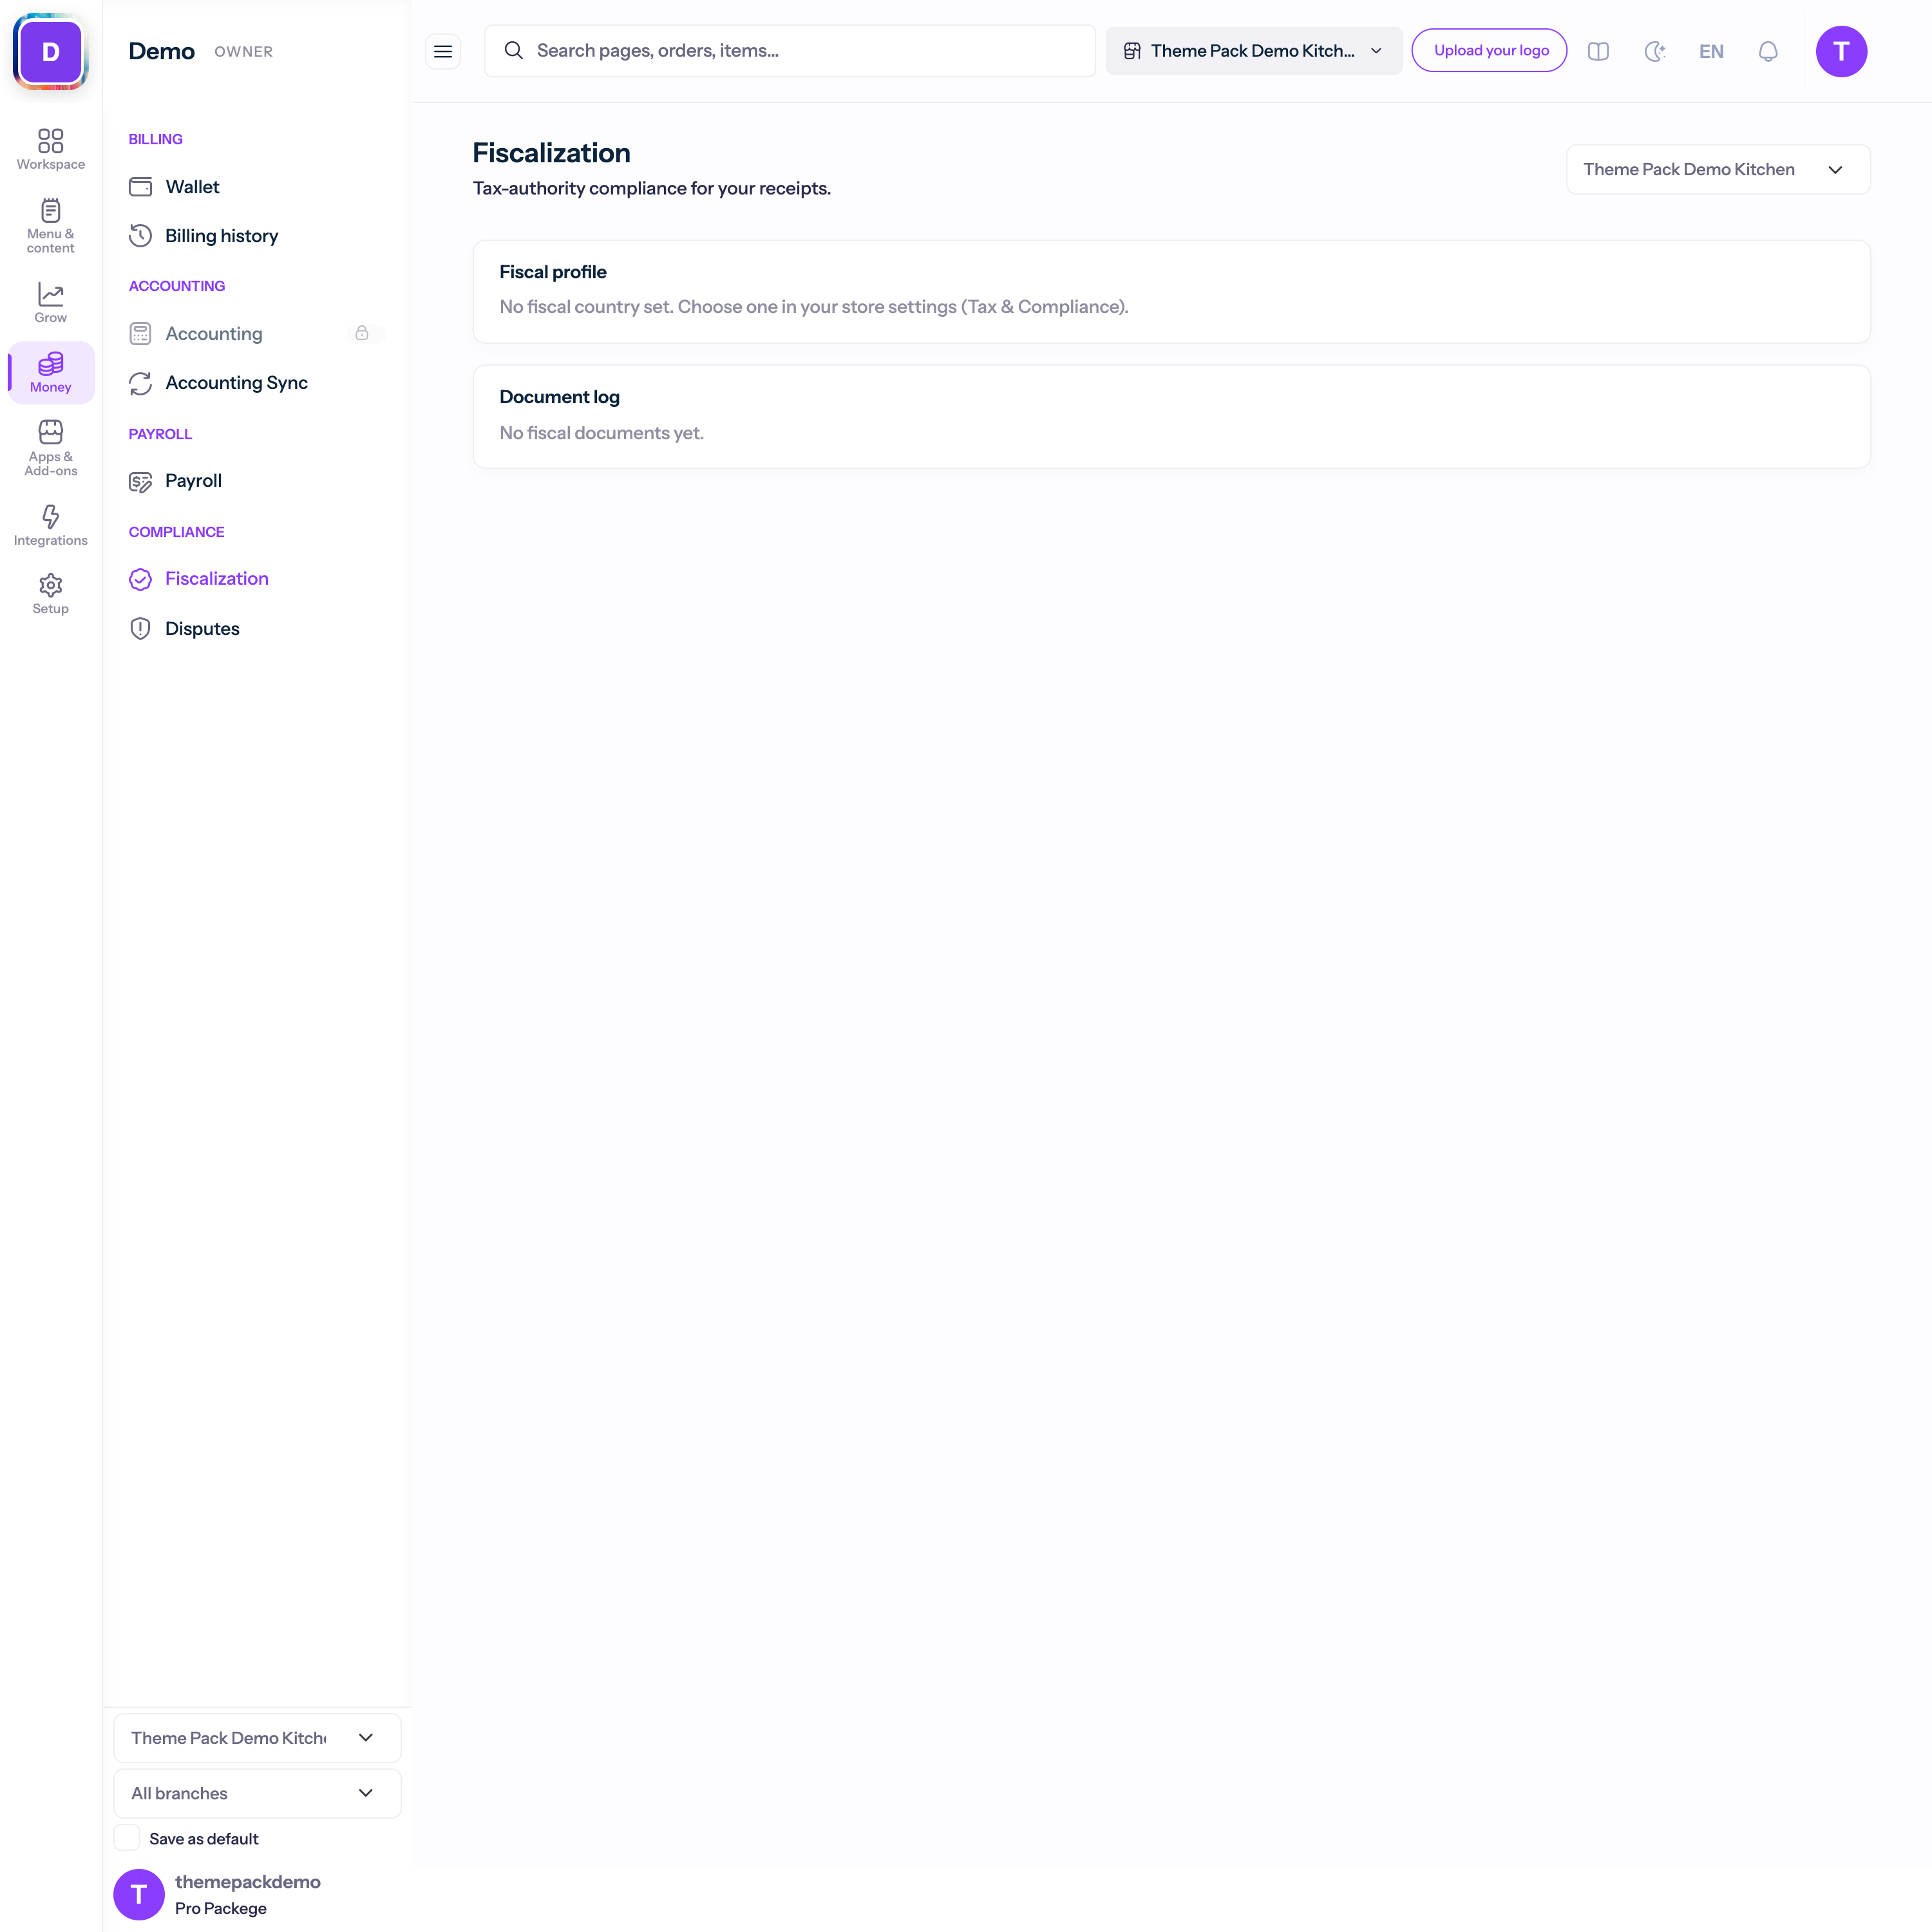 D
Demo OWNER
Search pages, orders, items...
Theme Pack Demo Kitch...
Upload your logo
EN
T
Workspace
Menu &
content
Grow
Money
Apps &
Add-ons
Integrations
Setup
BILLING
Wallet
Billing history
ACCOUNTING
Accounting
Accounting Sync
PAYROLL
Payroll
COMPLIANCE
Fiscalization
Disputes
Fiscalization
Tax-authority compliance for your receipts.
Theme Pack Demo Kitchen
Fiscal profile
No fiscal country set. Choose one in your store settings (Tax & Compliance).
Document log
No fiscal documents yet.
Theme Pack Demo Kitche
All branches
Save as default
T
themepackdemo
Pro Packege